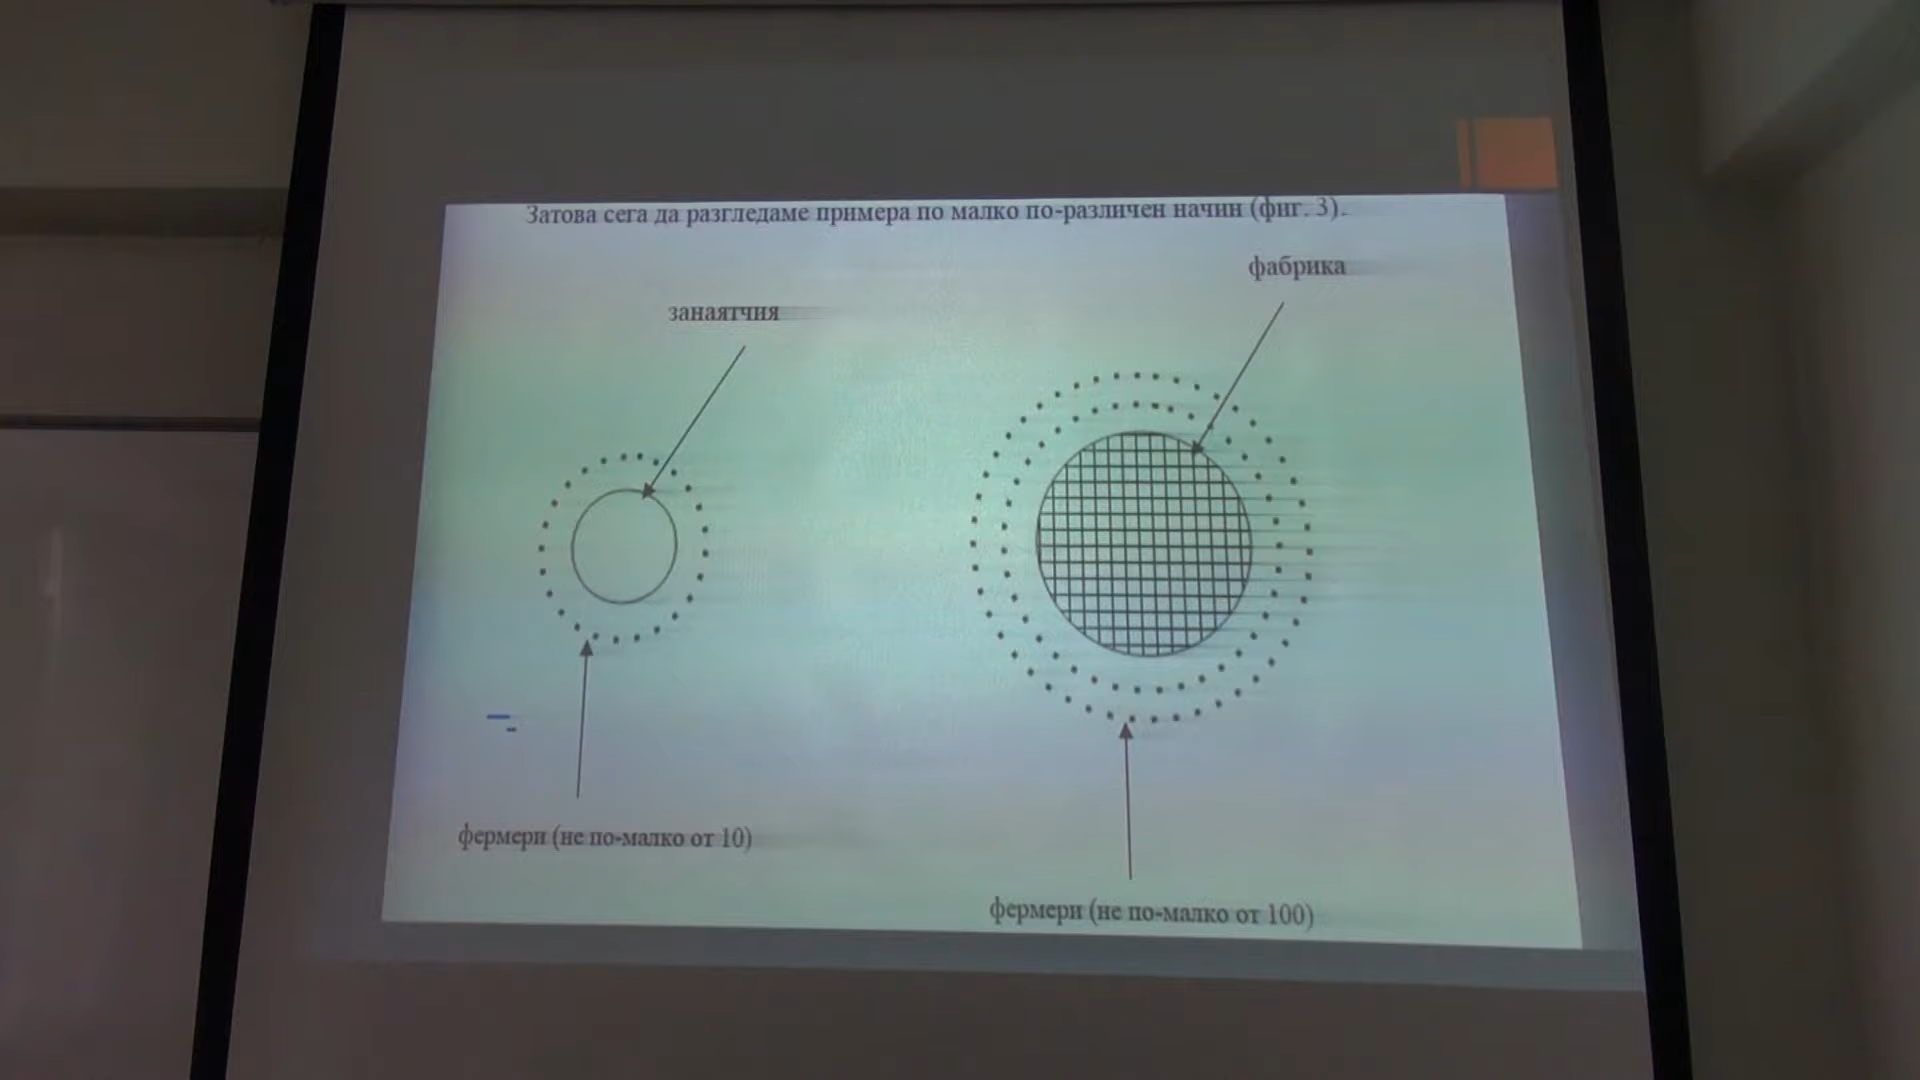 Затова сега да разгледаме примера по малко по-различен начин (фиг. 3).
фабрика
занаятчия
фермери (не по-малко от 10)
фермери (не по-малко от 100)